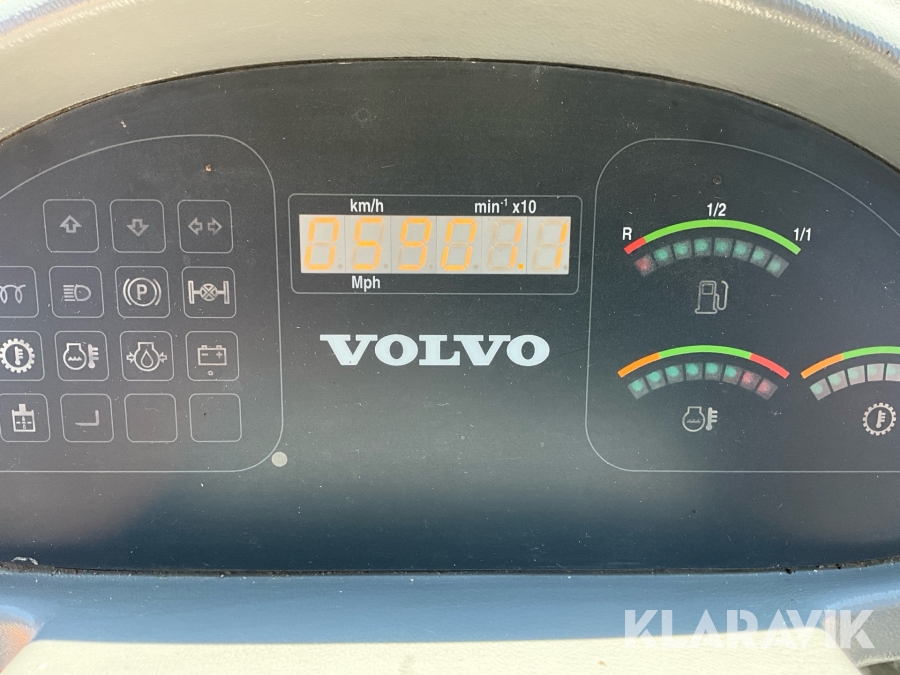 km/h min⁻¹ x10
05901.1
Mph
VOLVO
R 1/2 1/1
P
KLARAVIK